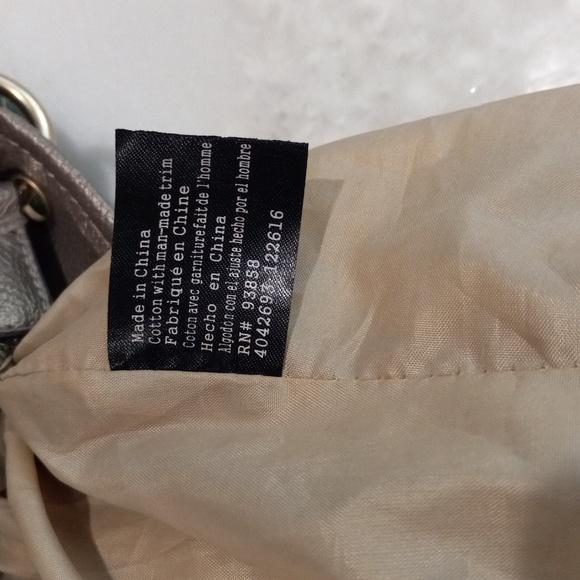 Made in China
Cotton with man-made trim
Fabriqué en Chine
Coton avec garniture fait de l'homme
Hecho en China
Algodon con el ajuste hecho por el hombre
RN# 93858
4042693 122616